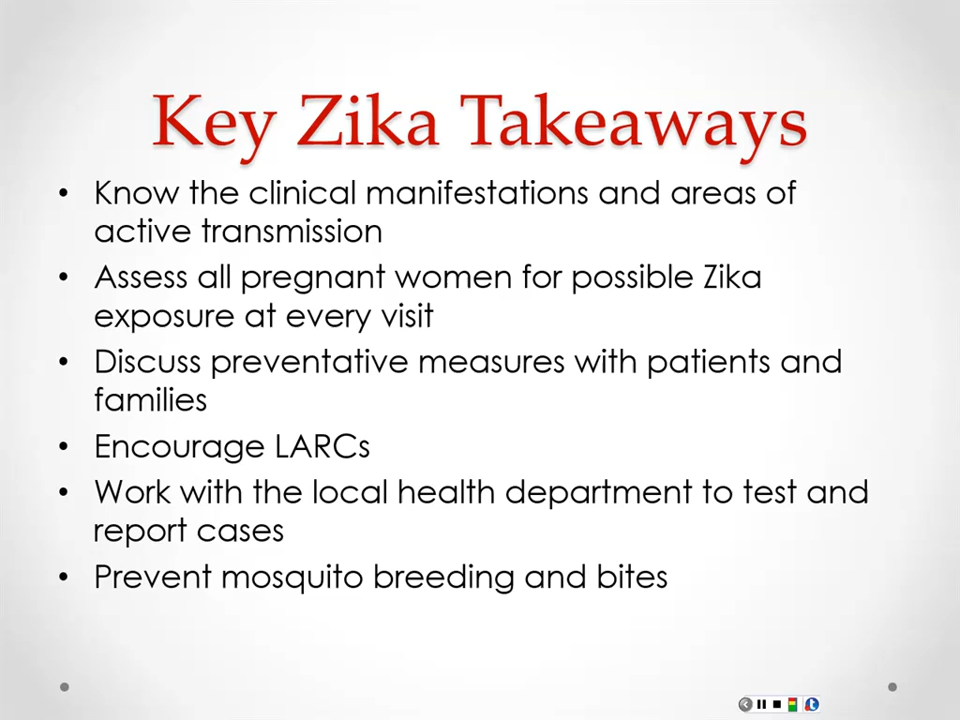 Key Zika Takeaways
• Know the clinical manifestations and areas of
active transmission
• Assess all pregnant women for possible Zika
exposure at every visit
• Discuss preventative measures with patients and
families
• Encourage LARCs
• Work with the local health department to test and
report cases
• Prevent mosquito breeding and bites